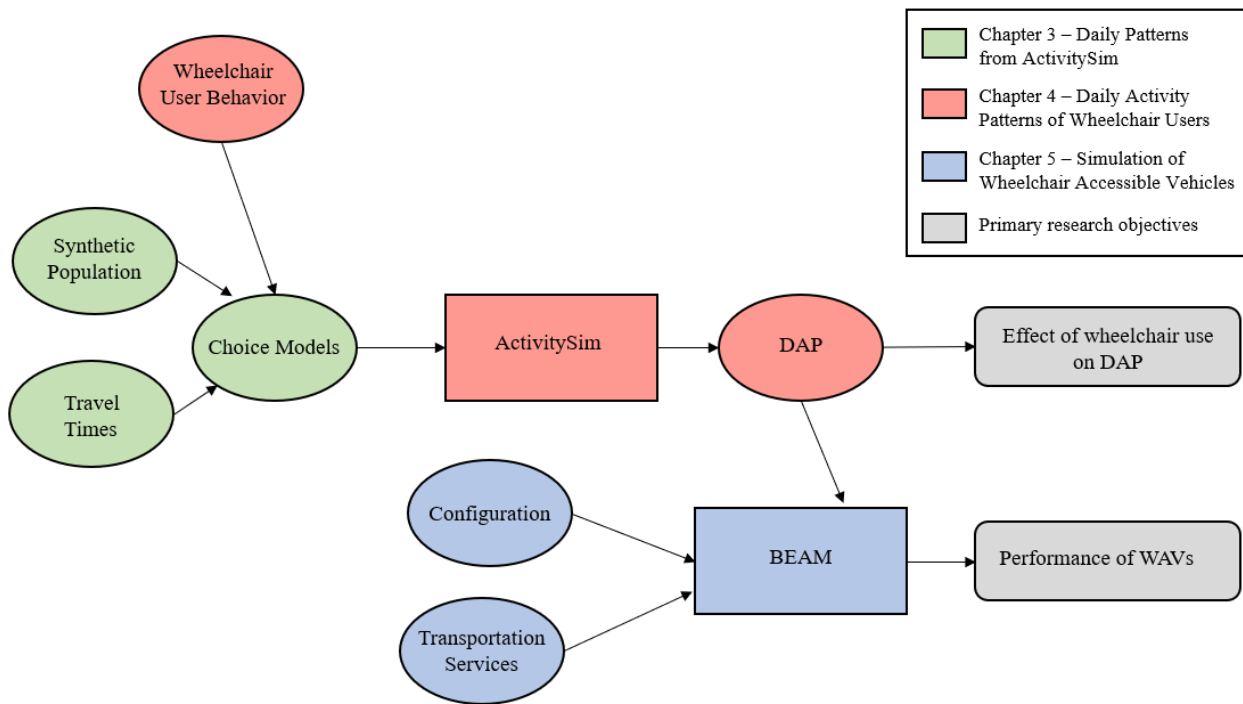 Wheelchair
User Behavior
Chapter 3 – Daily Patterns
from ActivitySim
Chapter 4 – Daily Activity
Patterns of Wheelchair Users
Chapter 5 – Simulation of
Wheelchair Accessible Vehicles
Primary research objectives
Synthetic
Population
Choice Models
Travel
Times
ActivitySim
DAP
Effect of wheelchair use
on DAP
Configuration
Transportation
Services
BEAM
Performance of WAVs